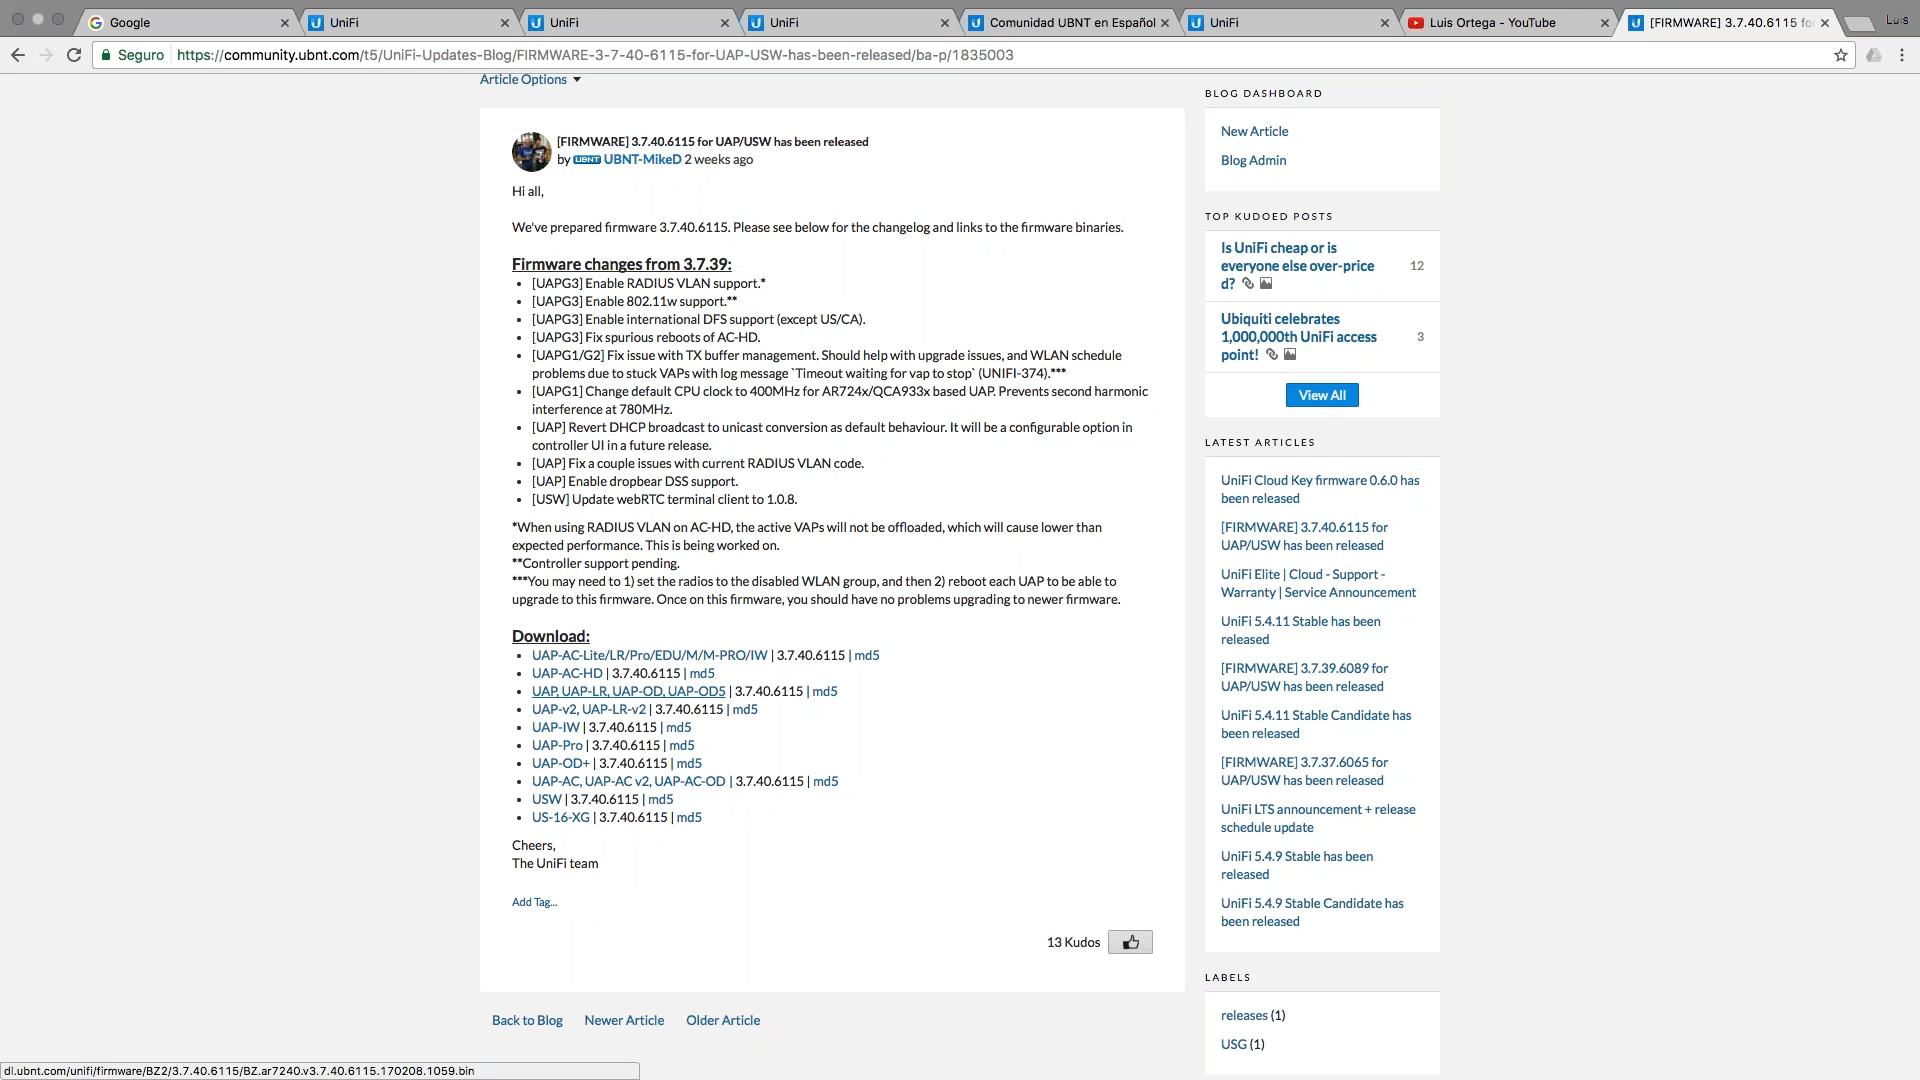 Google
UniFi
UniFi
UniFi
Comunidad UBNT en Español
UniFi
Luis Ortega - YouTube
[FIRMWARE] 3.7.40.6115 fo
Luis
Seguro
https://community.ubnt.com/t5/UniFi-Updates-Blog/FIRMWARE-3-7-40-6115-for-UAP-USW-has-been-released/ba-p/1835003
Article Options
[FIRMWARE] 3.7.40.6115 for UAP/USW has been released
by UBNT UBNT-MikeD 2 weeks ago
Hi all,
We've prepared firmware 3.7.40.6115. Please see below for the changelog and links to the firmware binaries.
Firmware changes from 3.7.39:
• [UAPG3] Enable RADIUS VLAN support.*
• [UAPG3] Enable 802.11w support.**
• [UAPG3] Enable international DFS support (except US/CA).
• [UAPG3] Fix spurious reboots of AC-HD.
• [UAPG1/G2] Fix issue with TX buffer management. Should help with upgrade issues, and WLAN schedule
problems due to stuck VAPs with log message `Timeout waiting for vap to stop` (UNIFI-374).***
• [UAPG1] Change default CPU clock to 400MHz for AR724x/QCA933x based UAP. Prevents second harmonic
interference at 780MHz.
• [UAP] Revert DHCP broadcast to unicast conversion as default behaviour. It will be a configurable option in
controller UI in a future release.
• [UAP] Fix a couple issues with current RADIUS VLAN code.
• [UAP] Enable dropbear DSS support.
• [USW] Update webRTC terminal client to 1.0.8.
*When using RADIUS VLAN on AC-HD, the active VAPs will not be offloaded, which will cause lower than
expected performance. This is being worked on.
**Controller support pending.
***You may need to 1) set the radios to the disabled WLAN group, and then 2) reboot each UAP to be able to
upgrade to this firmware. Once on this firmware, you should have no problems upgrading to newer firmware.
Download:
• UAP-AC-Lite/LR/Pro/EDU/M/M-PRO/IW | 3.7.40.6115 | md5
• UAP-AC-HD | 3.7.40.6115 | md5
• UAP, UAP-LR, UAP-OD, UAP-OD5 | 3.7.40.6115 | md5
• UAP-v2, UAP-LR-v2 | 3.7.40.6115 | md5
• UAP-IW | 3.7.40.6115 | md5
• UAP-Pro | 3.7.40.6115 | md5
• UAP-OD+ | 3.7.40.6115 | md5
• UAP-AC, UAP-AC v2, UAP-AC-OD | 3.7.40.6115 | md5
• USW | 3.7.40.6115 | md5
• US-16-XG | 3.7.40.6115 | md5
Cheers,
The UniFi team
Add Tag...
13 Kudos
Back to Blog Newer Article Older Article
BLOG DASHBOARD
New Article
Blog Admin
TOP KUDOED POSTS
Is UniFi cheap or is
everyone else over-price
d?
12
Ubiquiti celebrates
1,000,000th UniFi access
point!
3
View All
LATEST ARTICLES
UniFi Cloud Key firmware 0.6.0 has
been released
[FIRMWARE] 3.7.40.6115 for
UAP/USW has been released
UniFi Elite | Cloud - Support -
Warranty | Service Announcement
UniFi 5.4.11 Stable has been
released
[FIRMWARE] 3.7.39.6089 for
UAP/USW has been released
UniFi 5.4.11 Stable Candidate has
been released
[FIRMWARE] 3.7.37.6065 for
UAP/USW has been released
UniFi LTS announcement + release
schedule update
UniFi 5.4.9 Stable has been
released
UniFi 5.4.9 Stable Candidate has
been released
LABELS
releases (1)
USG (1)
dl.ubnt.com/unifi/firmware/BZ2/3.7.40.6115/BZ.ar7240.v3.7.40.6115.170208.1059.bin